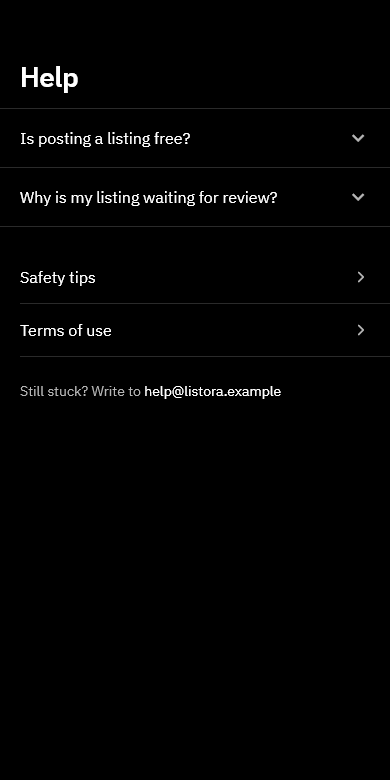 Help
Is posting a listing free?
Why is my listing waiting for review?
Safety tips
Terms of use
Still stuck? Write to help@listora.example